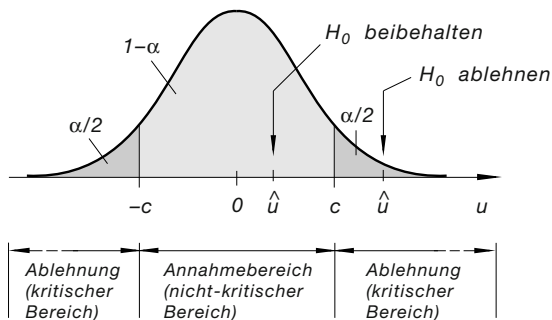 H₀ beibehalten
1–α
H₀ ablehnen
α/2
α/2
–c
0
û
c
û
u
Ablehnung
(kritischer
Bereich)
Annahmebereich
(nicht-kritischer
Bereich)
Ablehnung
(kritischer
Bereich)